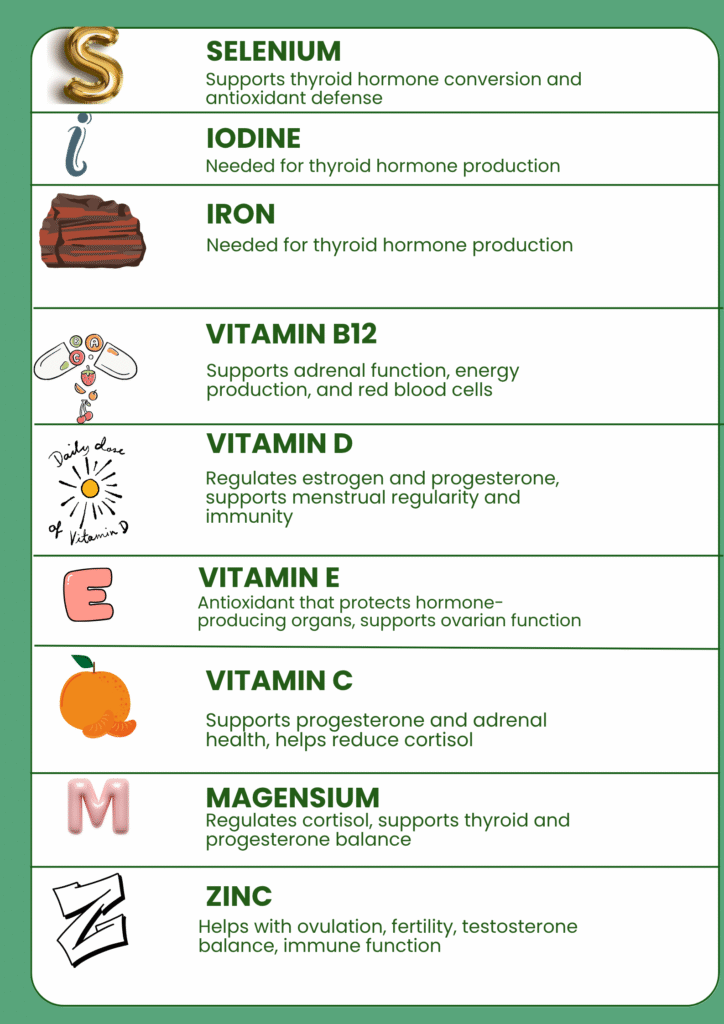 S
SELENIUM
Supports thyroid hormone conversion and
antioxidant defense
i
IODINE
Needed for thyroid hormone production
IRON
Needed for thyroid hormone production
A
C
VITAMIN B12
Supports adrenal function, energy
production, and red blood cells
Daily dose
of Vitamin D
VITAMIN D
Regulates estrogen and progesterone,
supports menstrual regularity and
immunity
E
VITAMIN E
Antioxidant that protects hormone-
producing organs, supports ovarian function
VITAMIN C
Supports progesterone and adrenal
health, helps reduce cortisol
M
MAGENSIUM
Regulates cortisol, supports thyroid and
progesterone balance
Z
ZINC
Helps with ovulation, fertility, testosterone
balance, immune function